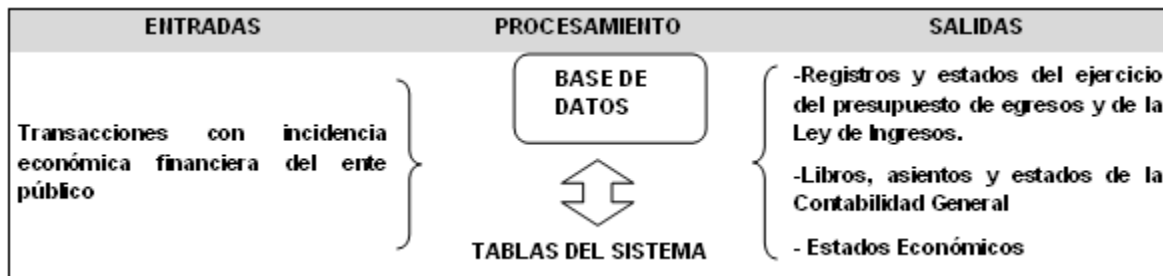 ENTRADAS PROCESAMIENTO SALIDAS
Transacciones con incidencia
económica financiera del ente
público
BASE DE
DATOS
TABLAS DEL SISTEMA
-Registros y estados del ejercicio
del presupuesto de egresos y de la
Ley de Ingresos.
-Libros, asientos y estados de la
Contabilidad General
- Estados Económicos